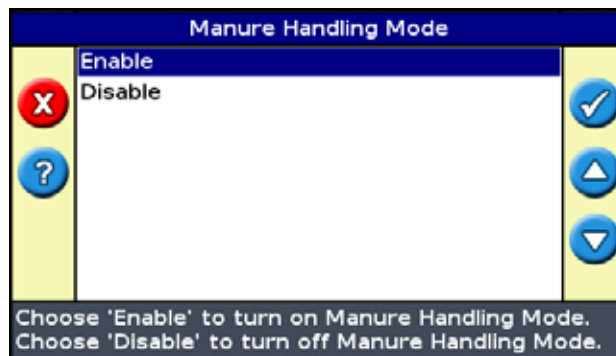 Manure Handling Mode
Enable
Disable
X
?
Choose 'Enable' to turn on Manure Handling Mode.
Choose 'Disable' to turn off Manure Handling Mode.